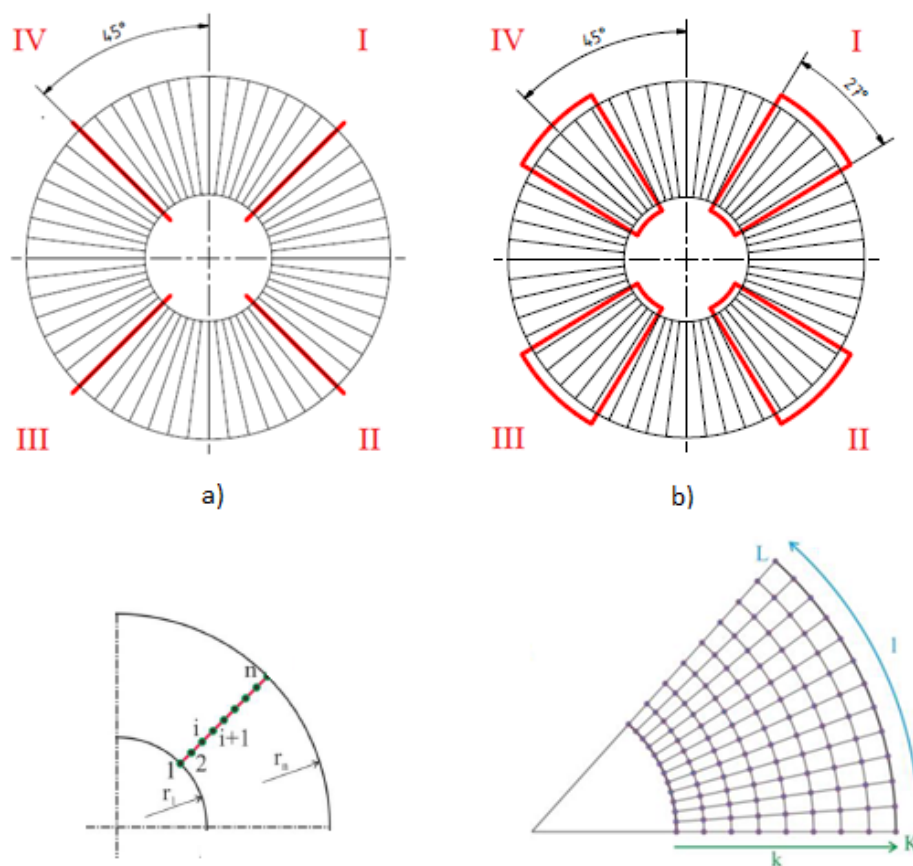 IV 45° I
III II
a)
IV 45° I
27°
III II
b)
n
i
i+1
1
2
r₁
rₙ
L
l
K
k